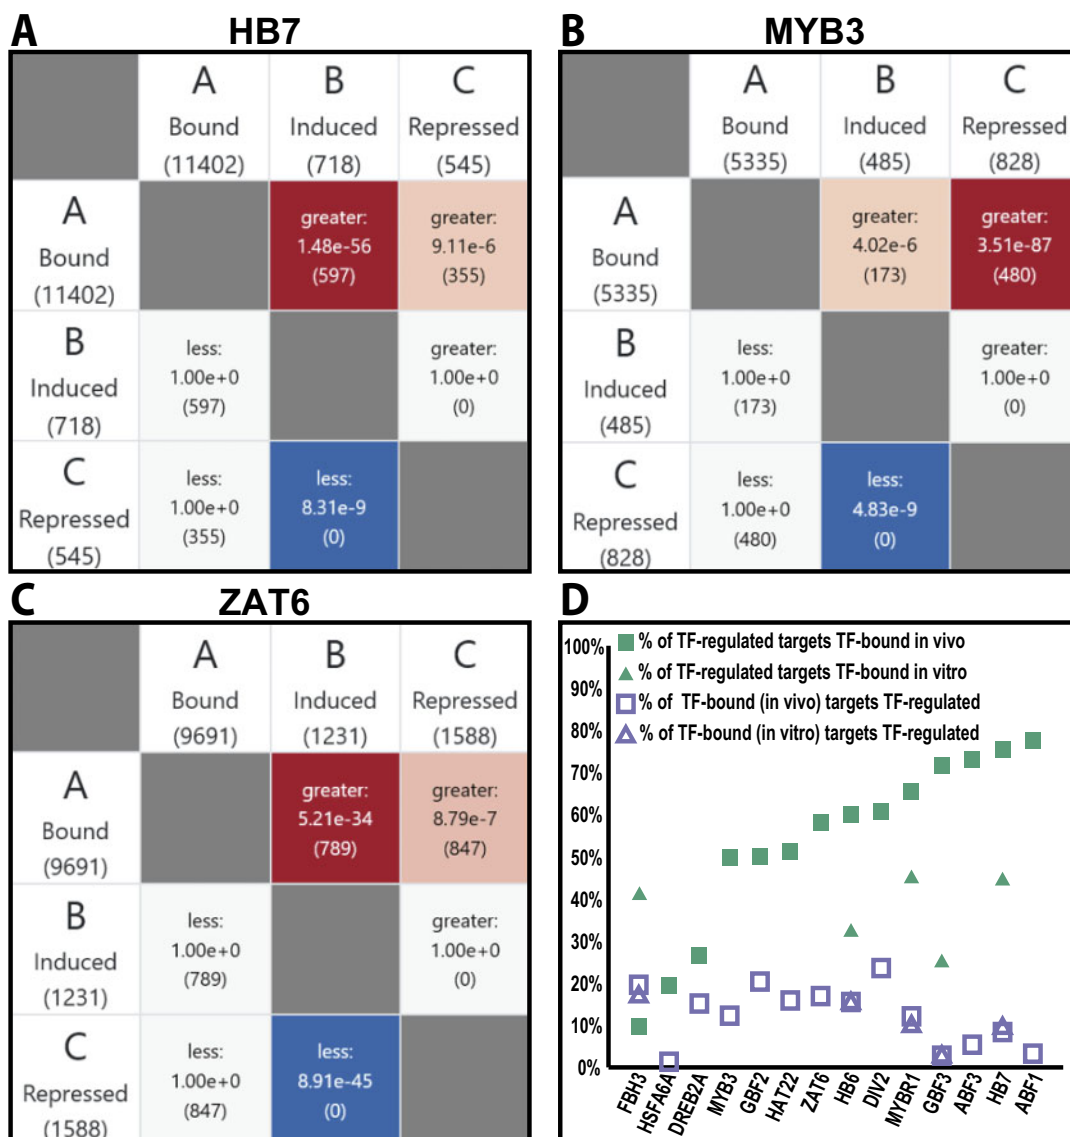 A HB7
A B C
Bound Induced Repressed
(11402) (718) (545)
A
Bound
(11402)
greater:
1.48e-56
(597)
greater:
9.11e-6
(355)
B
Induced
(718)
less:
1.00e+0
(597)
greater:
1.00e+0
(0)
C
Repressed
(545)
less:
1.00e+0
(355)
less:
8.31e-9
(0)
B MYB3
A B C
Bound Induced Repressed
(5335) (485) (828)
A
Bound
(5335)
greater:
4.02e-6
(173)
greater:
3.51e-87
(480)
B
Induced
(485)
less:
1.00e+0
(173)
greater:
1.00e+0
(0)
C
Repressed
(828)
less:
1.00e+0
(480)
less:
4.83e-9
(0)
C ZAT6
A B C
Bound Induced Repressed
(9691) (1231) (1588)
A
Bound
(9691)
greater:
5.21e-34
(789)
greater:
8.79e-7
(847)
B
Induced
(1231)
less:
1.00e+0
(789)
greater:
1.00e+0
(0)
C
Repressed
(1588)
less:
1.00e+0
(847)
less:
8.91e-45
(0)
D
% of TF-regulated targets TF-bound in vivo
% of TF-regulated targets TF-bound in vitro
% of TF-bound (in vivo) targets TF-regulated
% of TF-bound (in vitro) targets TF-regulated
100%
90%
80%
70%
60%
50%
40%
30%
20%
10%
0%
FBH3
HSFA6A
DREB2A
MYB3
GBF2
HAT22
ZAT6
HB6
DIV2
MYBR1
GBF3
ABF3
HB7
ABF1